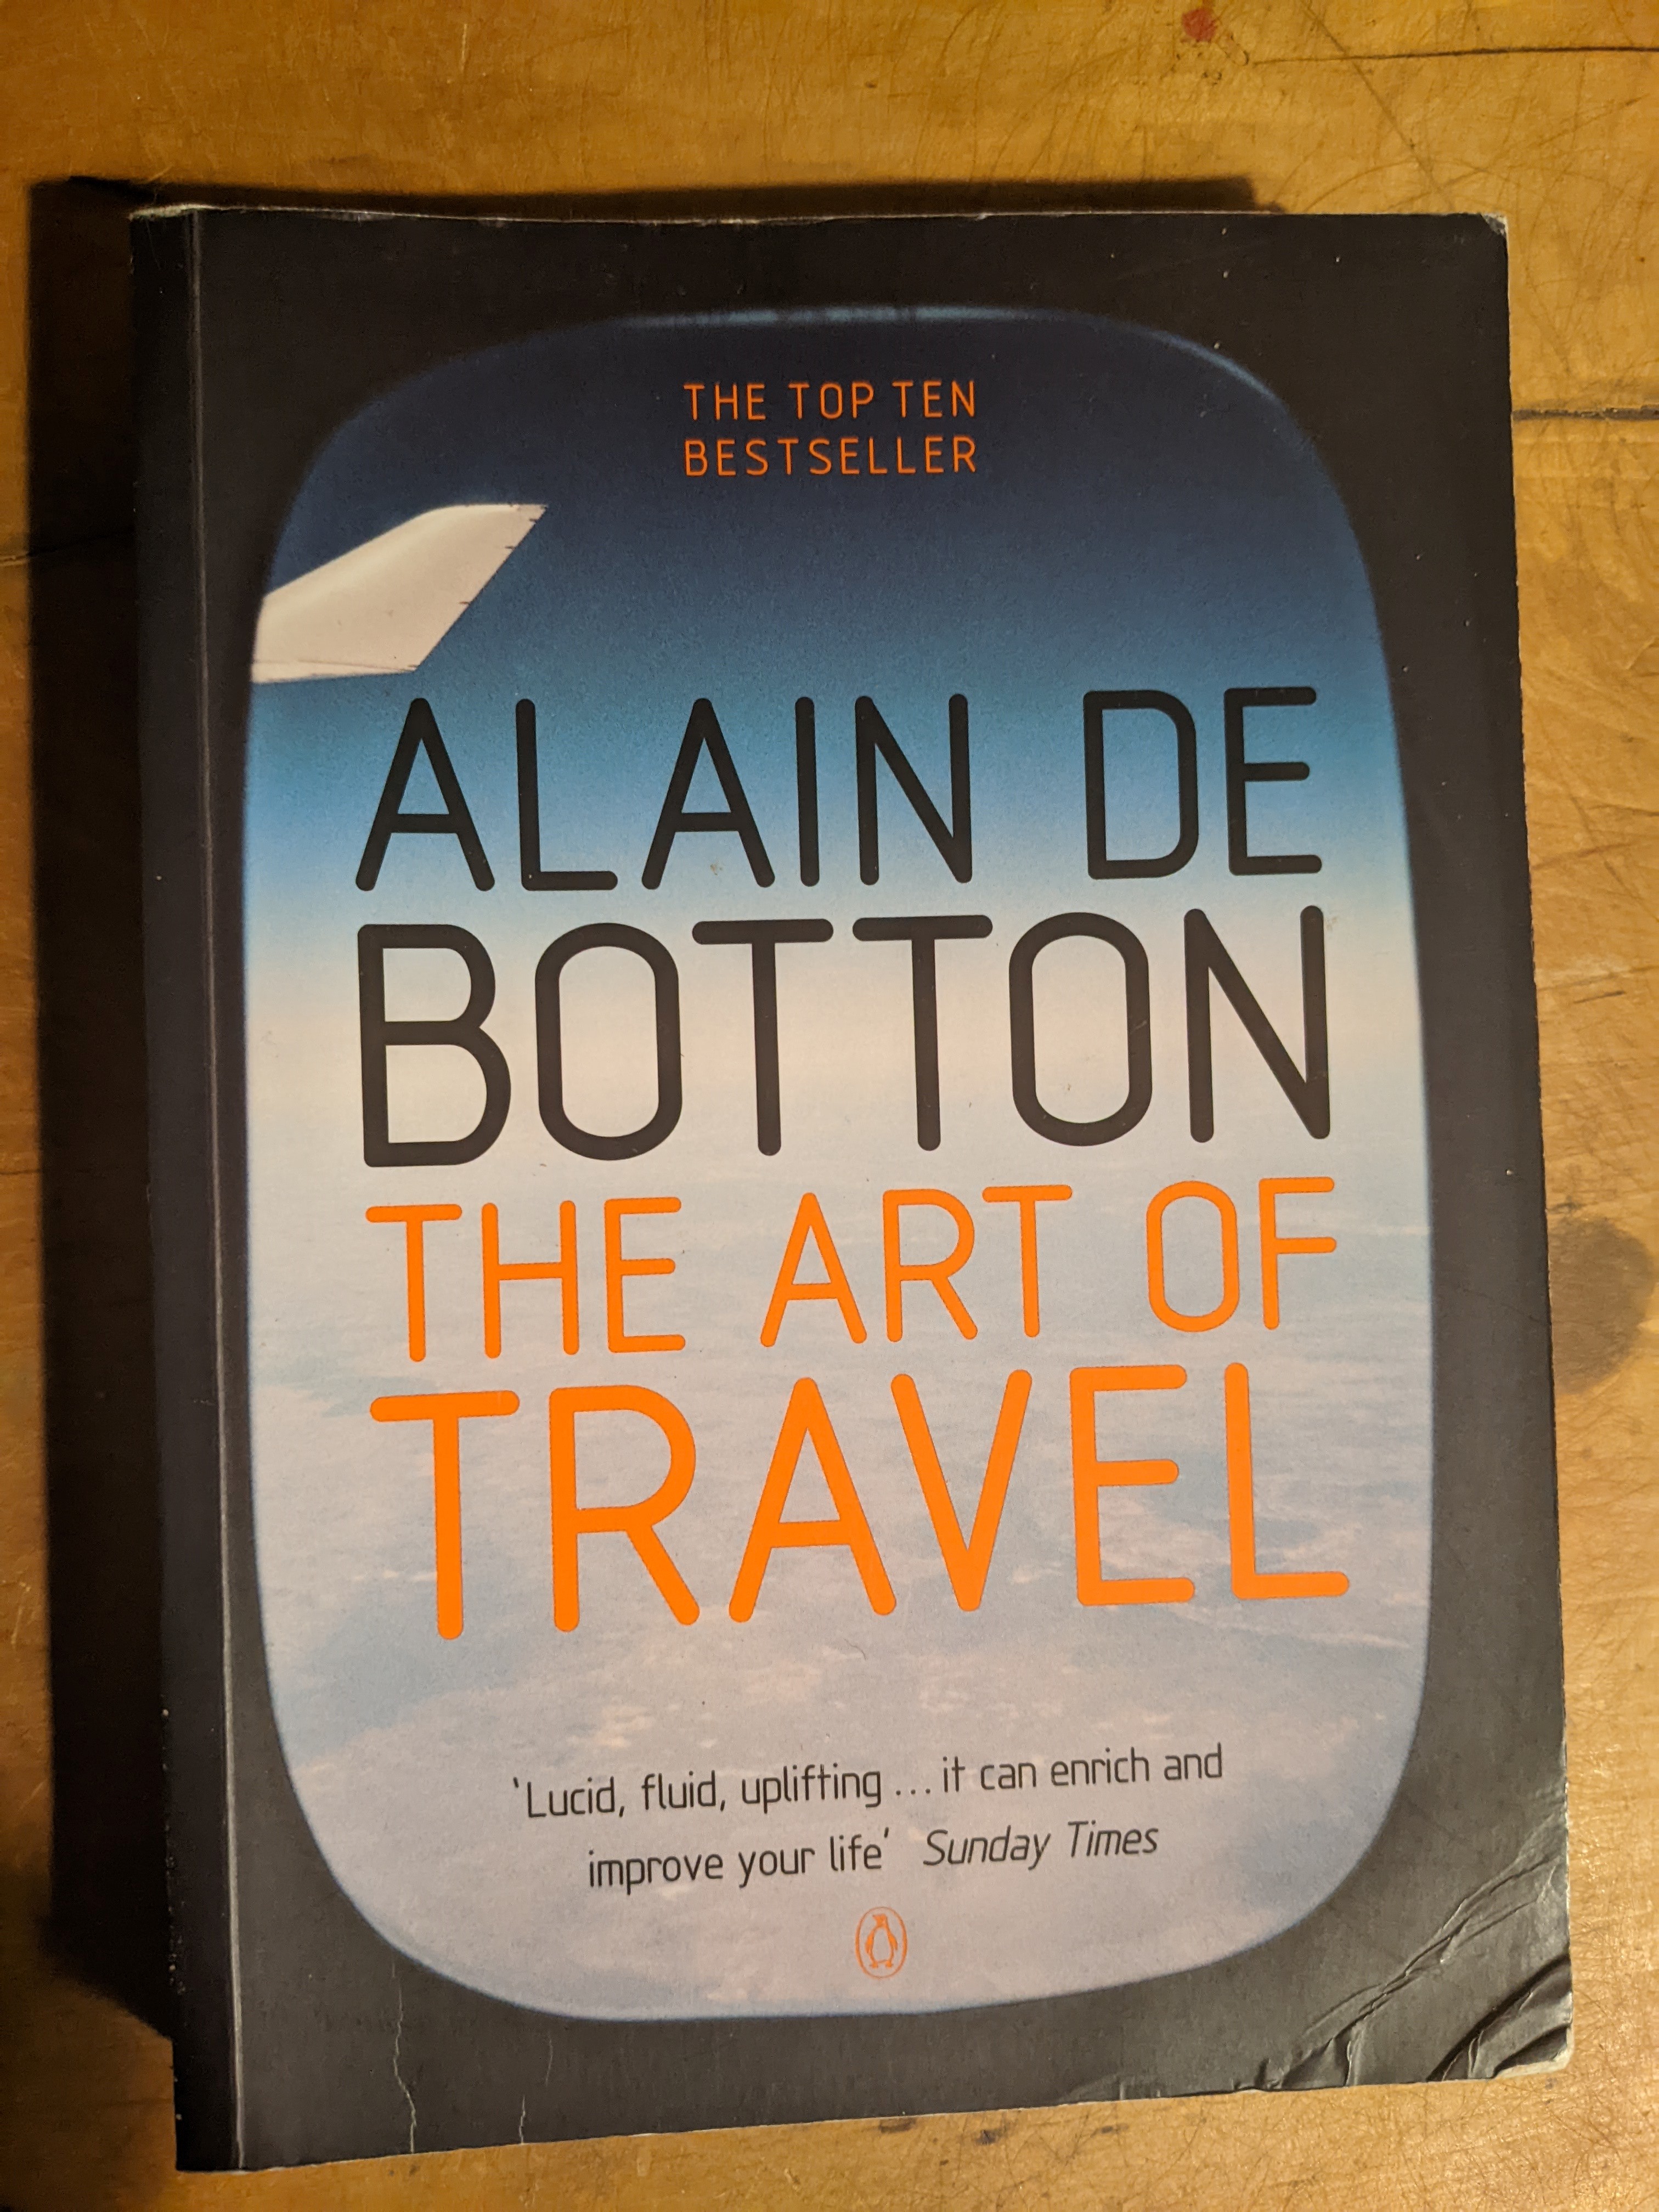 THE TOP TEN
BESTSELLER
ALAIN DE
BOTTON
THE ART OF
TRAVEL
‘Lucid, fluid, uplifting ... it can enrich and
improve your life’ Sunday Times